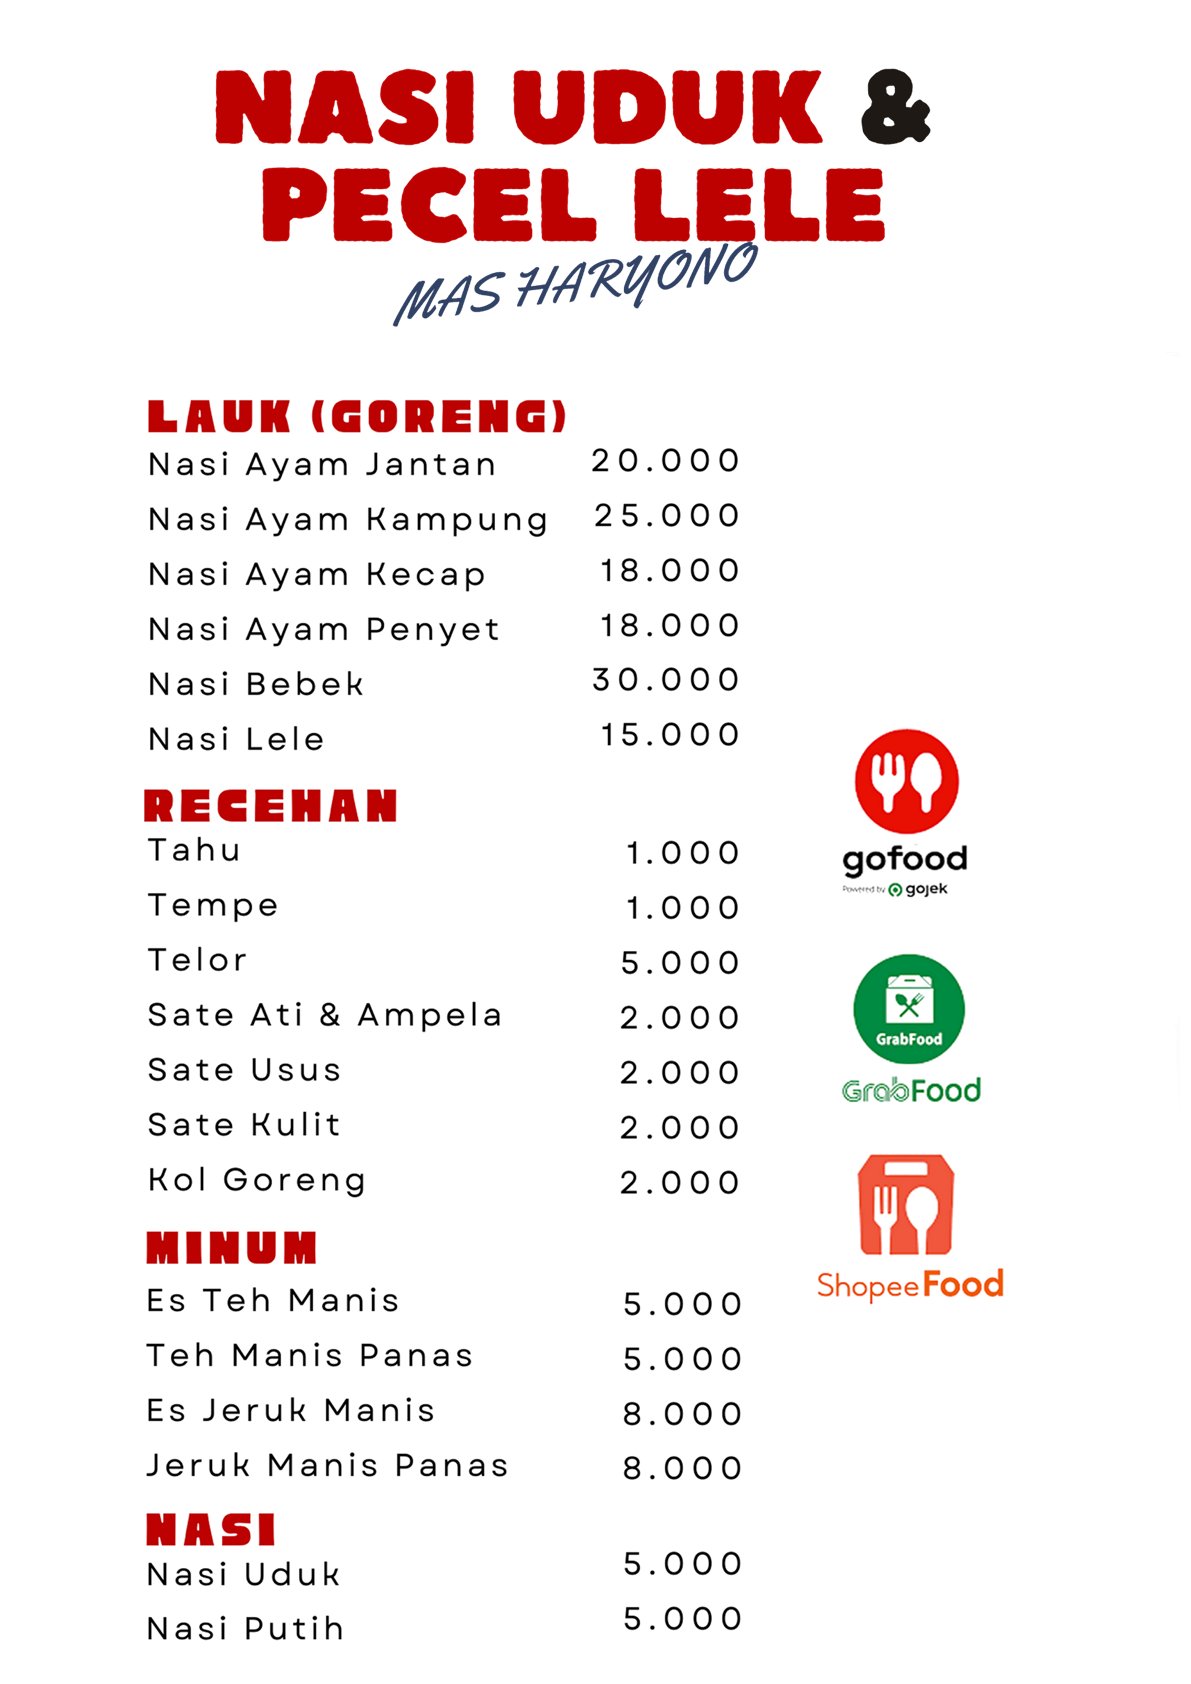 NASI UDUK &
PECEL LELE
MAS HARYONO
LAUK (GORENG)
Nasi Ayam Jantan 20.000
Nasi Ayam Kampung 25.000
Nasi Ayam Kecap 18.000
Nasi Ayam Penyet 18.000
Nasi Bebek 30.000
Nasi Lele 15.000
RECEHAN
Tahu 1.000
Tempe 1.000
Telor 5.000
Sate Ati & Ampela 2.000
Sate Usus 2.000
Sate Kulit 2.000
Kol Goreng 2.000
MINUM
Es Teh Manis 5.000
Teh Manis Panas 5.000
Es Jeruk Manis 8.000
Jeruk Manis Panas 8.000
NASI
Nasi Uduk 5.000
Nasi Putih 5.000
gofood
Powered by gojek
GrabFood
GrabFood
ShopeeFood